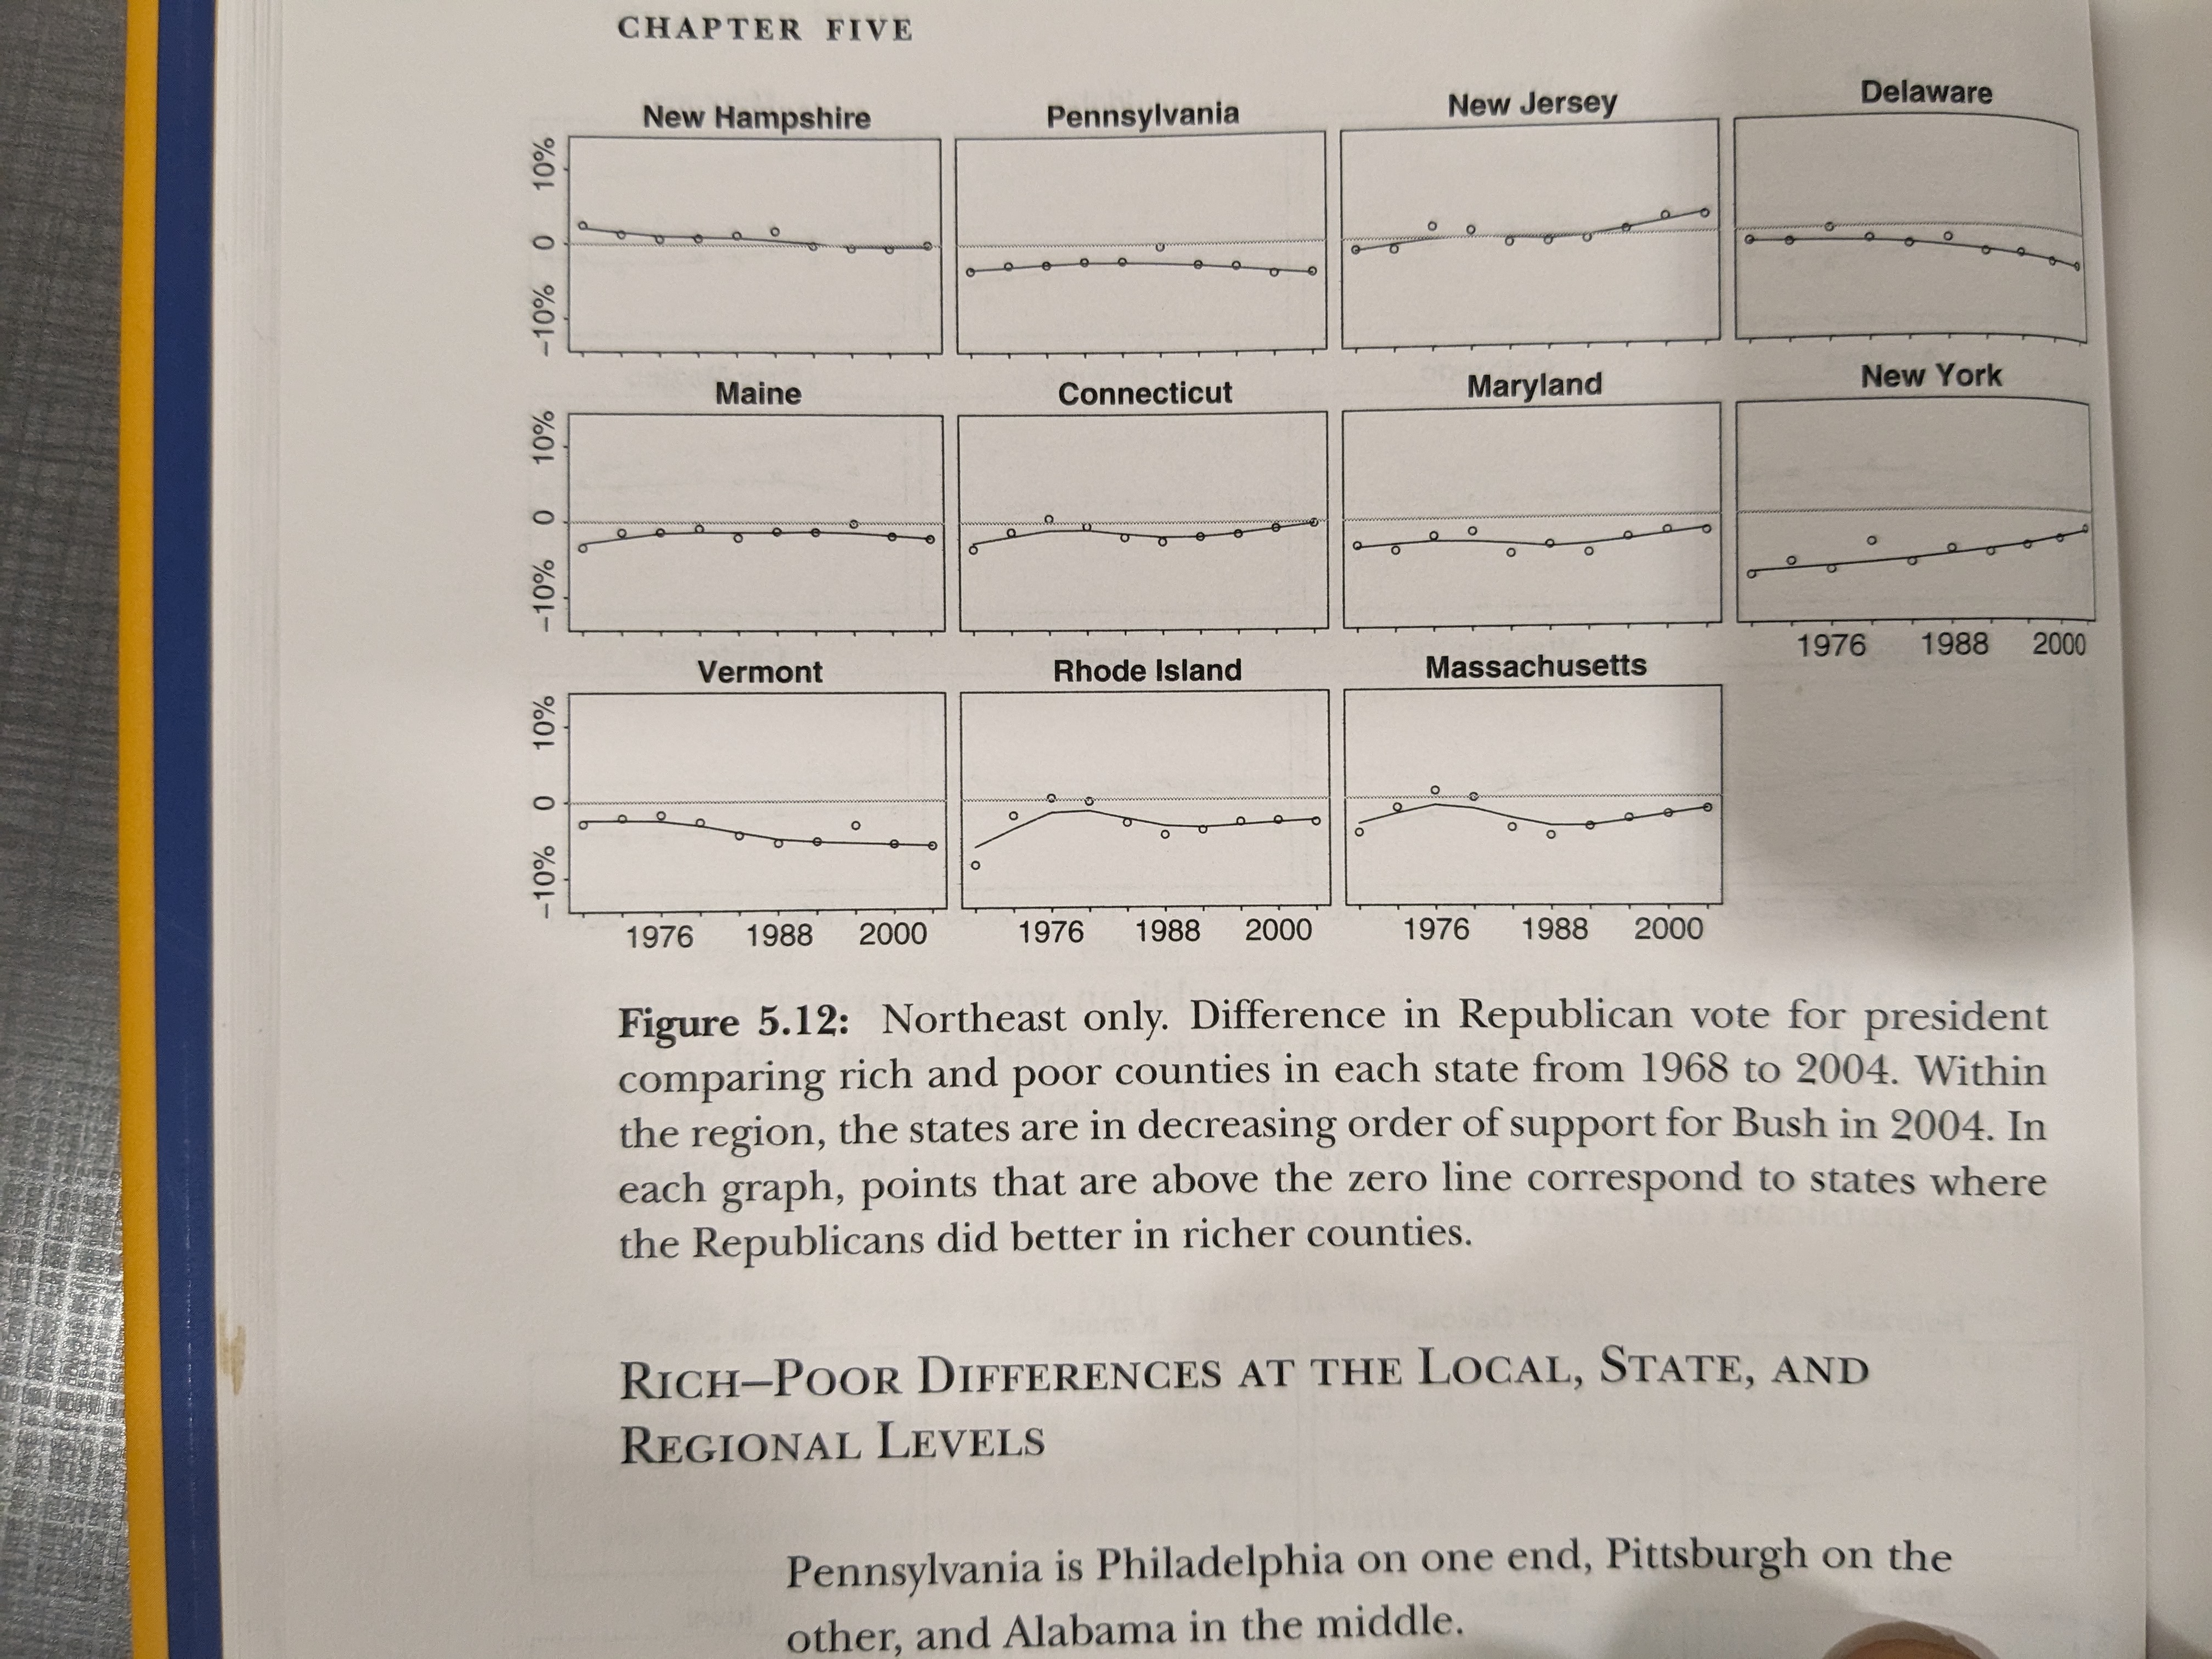 CHAPTER FIVE
New Hampshire
Pennsylvania
New Jersey
Delaware
10%
0
−10%
Maine
Connecticut
Maryland
New York
10%
0
−10%
1976 1988 2000
Vermont
Rhode Island
Massachusetts
10%
0
−10%
1976 1988 2000
1976 1988 2000
1976 1988 2000
Figure 5.12: Northeast only. Difference in Republican vote for president
comparing rich and poor counties in each state from 1968 to 2004. Within
the region, the states are in decreasing order of support for Bush in 2004. In
each graph, points that are above the zero line correspond to states where
the Republicans did better in richer counties.
RICH–POOR DIFFERENCES AT THE LOCAL, STATE, AND
REGIONAL LEVELS
Pennsylvania is Philadelphia on one end, Pittsburgh on the
other, and Alabama in the middle.